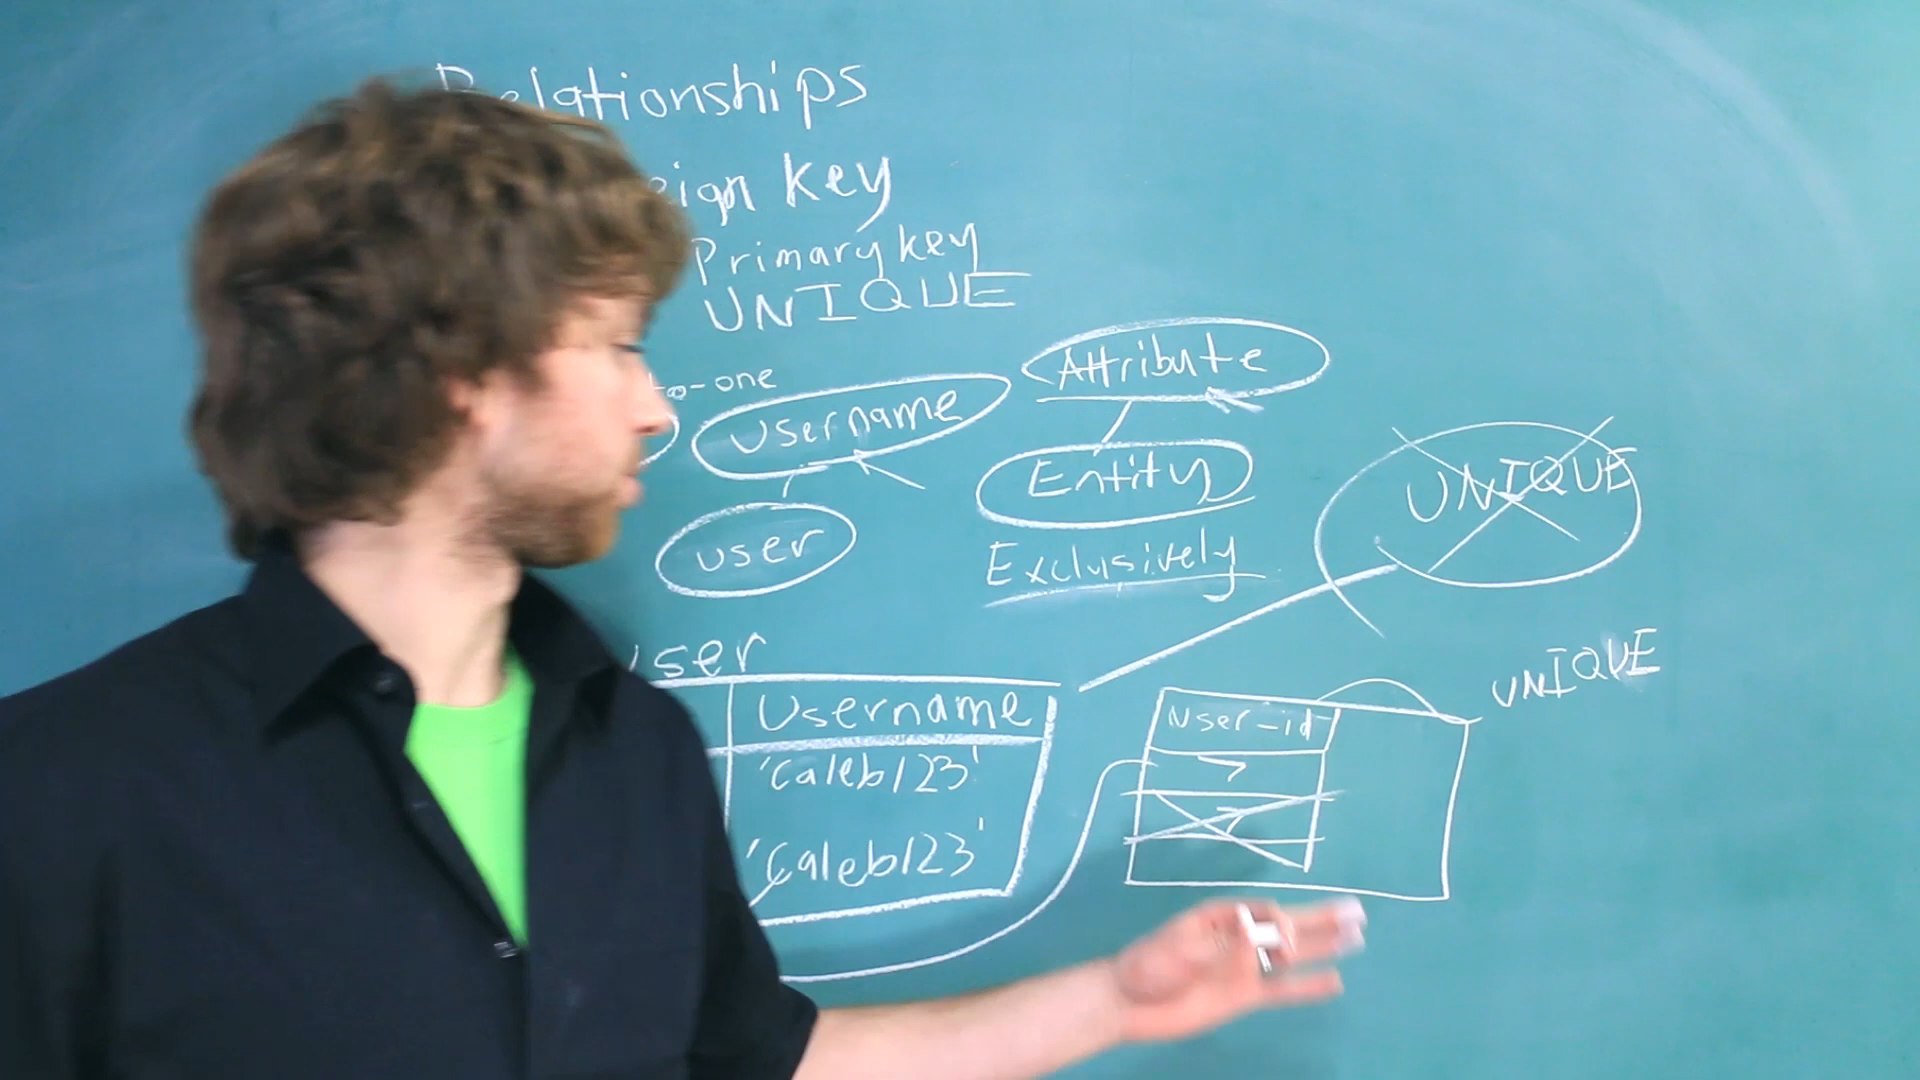 Relationships
eign key
Primary key
UNIQUE
to-one
username
Attribute
user
Entity
Exclusively
UNIQUE
user
Username
'Caleb123'
'Caleb123'
user-id
UNIQUE